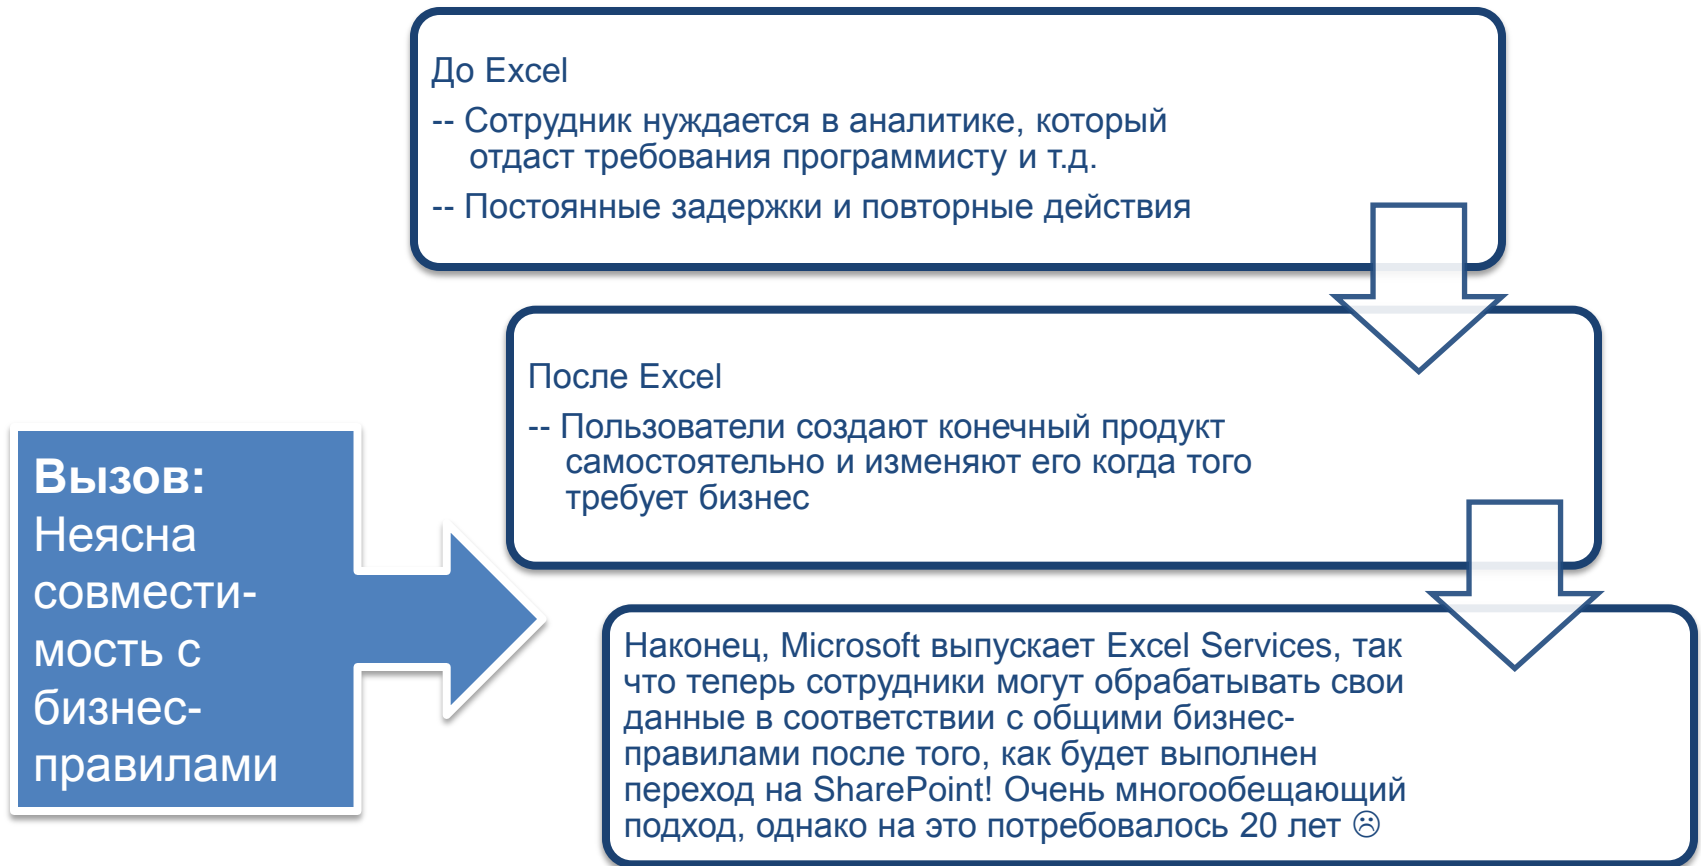 До Excel
-- Сотрудник нуждается в аналитике, который
отдаст требования программисту и т.д.
-- Постоянные задержки и повторные действия
После Excel
-- Пользователи создают конечный продукт
самостоятельно и изменяют его когда того
требует бизнес
Вызов:
Неясна
совмести-
мость с
бизнес-
правилами
Наконец, Microsoft выпускает Excel Services, так
что теперь сотрудники могут обрабатывать свои
данные в соответствии с общими бизнес-
правилами после того, как будет выполнен
переход на SharePoint! Очень многообещающий
подход, однако на это потребовалось 20 лет ☹